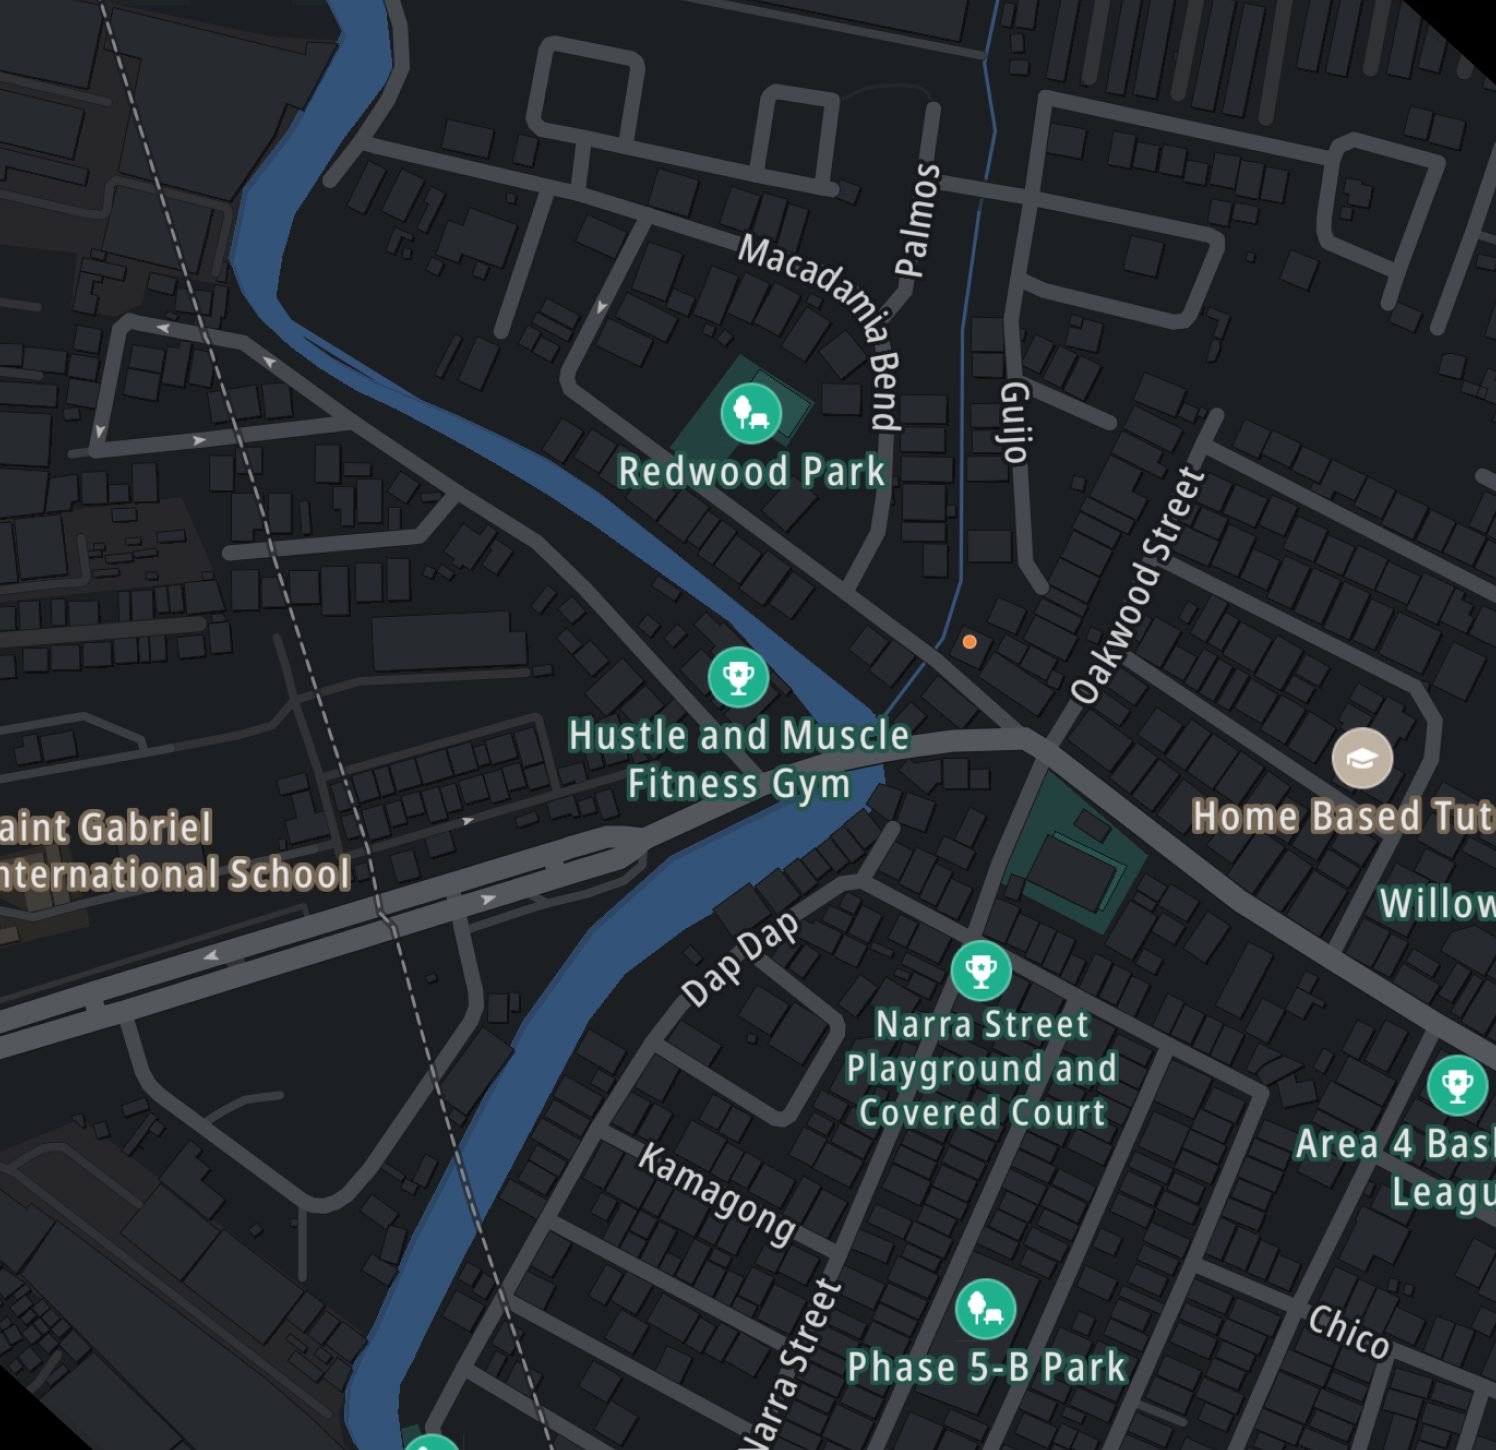 Palmos
Macadamia Bend
Redwood Park
Guijo
Oakwood Street
Hustle and Muscle
Fitness Gym
Home Based Tut
aint Gabriel
nternational School
Willow
Dap Dap
Narra Street
Playground and
Covered Court
Area 4 Bask
Leagu
Kamagong
Narra Street
Phase 5-B Park
Chico